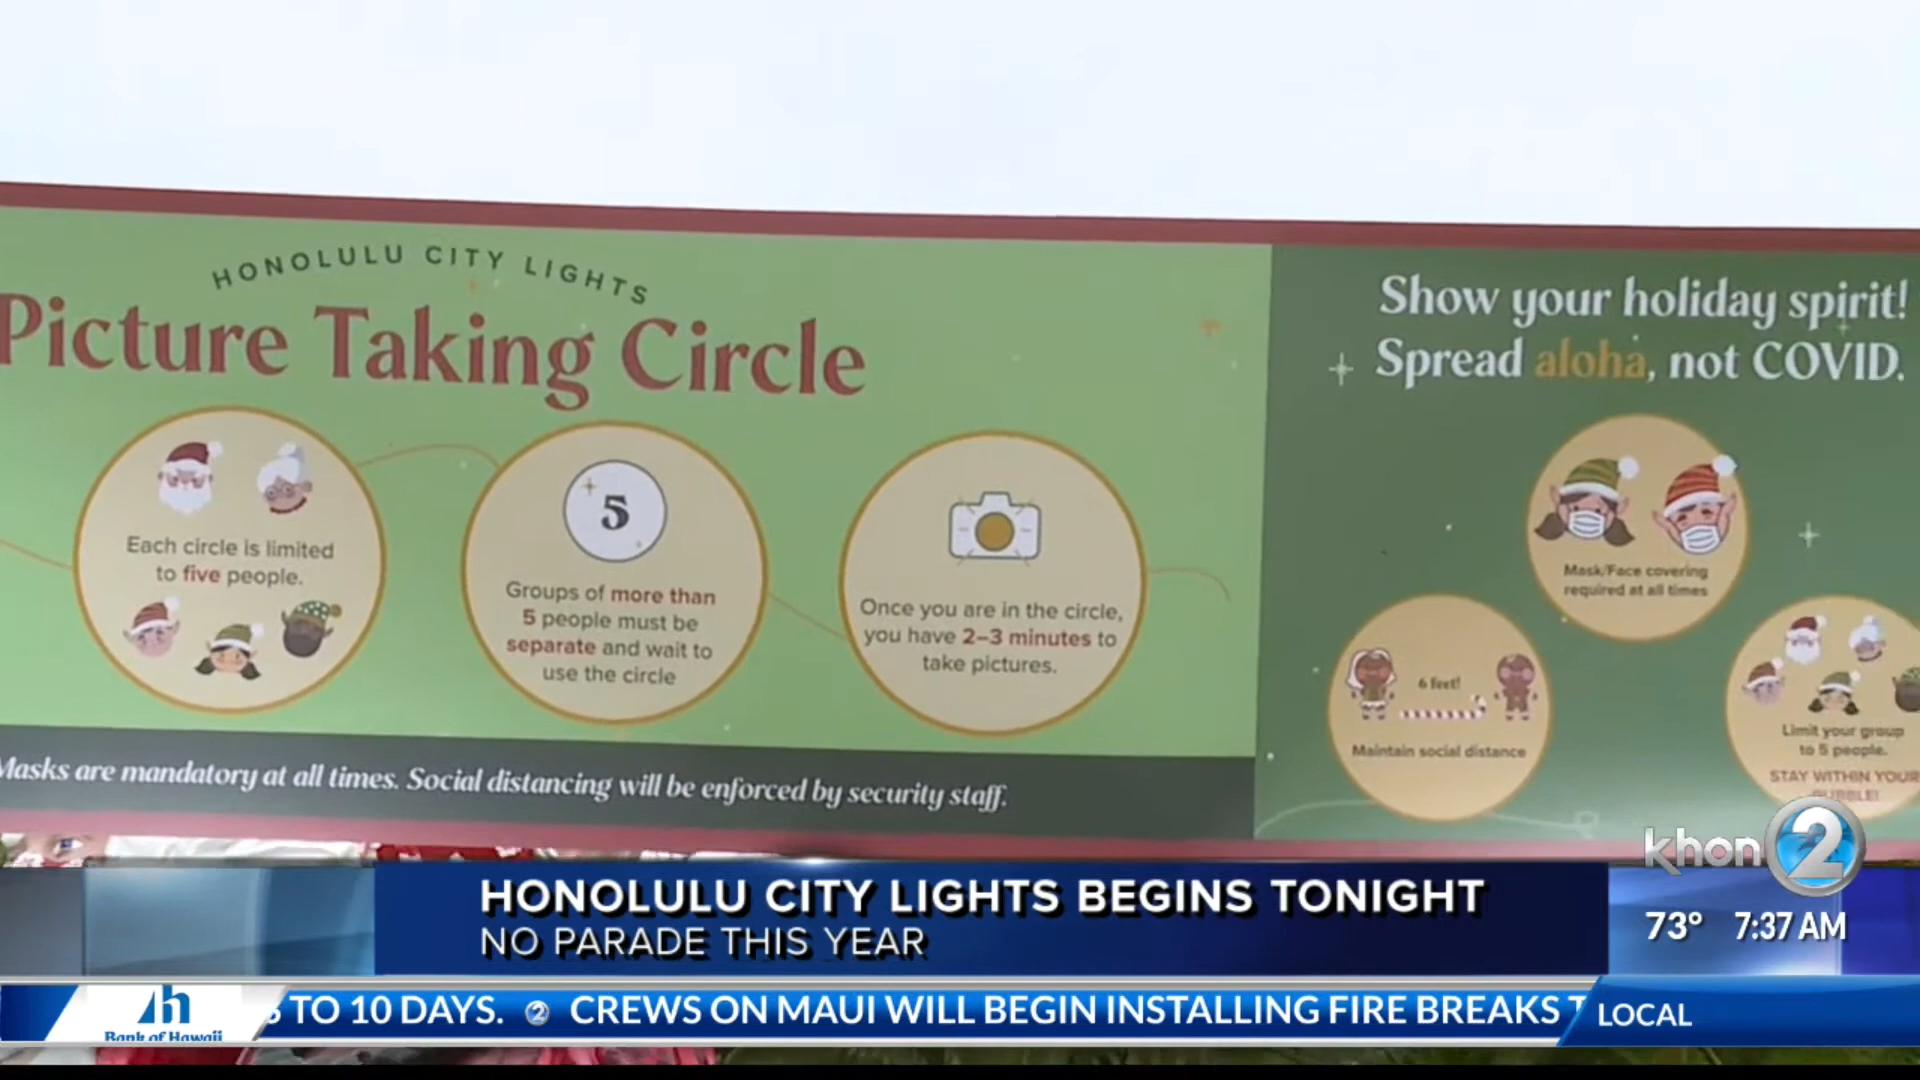 HONOLULU CITY LIGHTS
Picture Taking Circle
Each circle is limited
to five people.
5
Groups of more than
5 people must be
separate and wait to
use the circle
Once you are in the circle,
you have 2–3 minutes to
take pictures.
Masks are mandatory at all times. Social distancing will be enforced by security staff.
Show your holiday spirit!
Spread aloha, not COVID.
Mask/Face covering
required at all times
6 feet!
Maintain social distance
Limit your group
to 5 people.
STAY WITHIN YOUR
BUBBLE!
khon 2
HONOLULU CITY LIGHTS BEGINS TONIGHT
NO PARADE THIS YEAR
73° 7:37 AM
Bank of Hawaii
TO 10 DAYS. 2 CREWS ON MAUI WILL BEGIN INSTALLING FIRE BREAKS
LOCAL